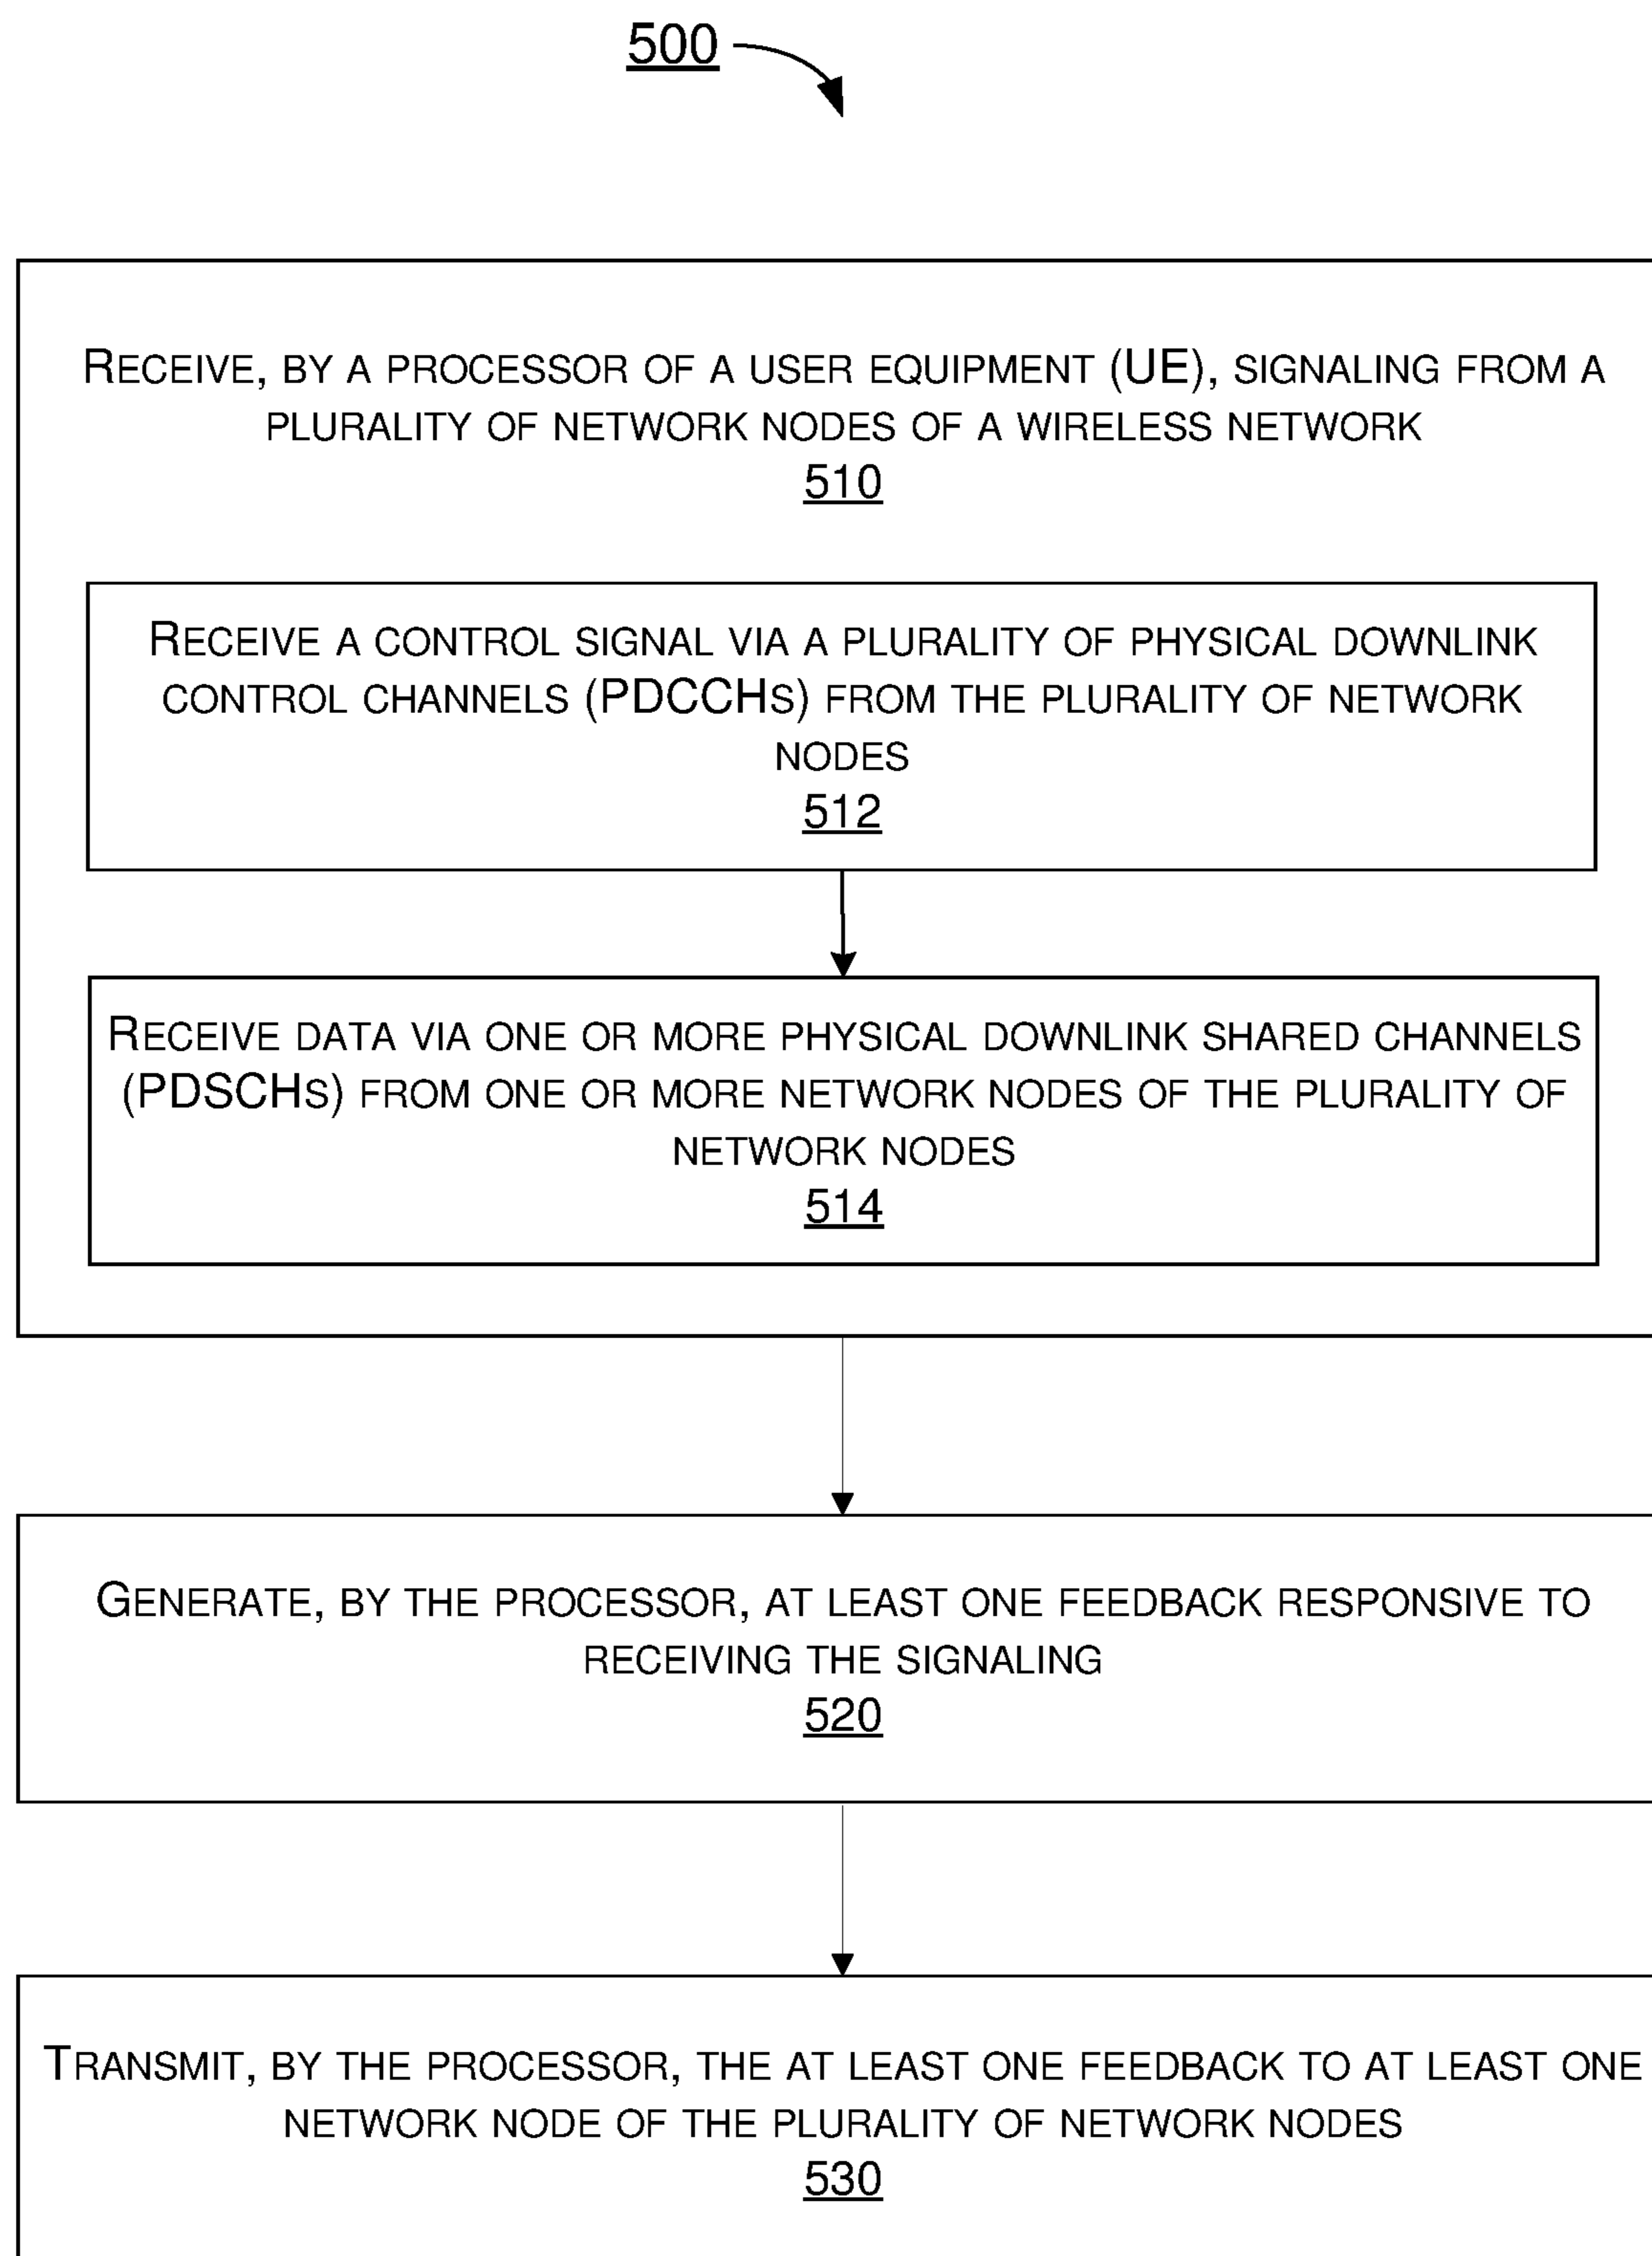 500
RECEIVE, BY A PROCESSOR OF A USER EQUIPMENT (UE), SIGNALING FROM A
PLURALITY OF NETWORK NODES OF A WIRELESS NETWORK
510
RECEIVE A CONTROL SIGNAL VIA A PLURALITY OF PHYSICAL DOWNLINK
CONTROL CHANNELS (PDCCHS) FROM THE PLURALITY OF NETWORK
NODES
512
RECEIVE DATA VIA ONE OR MORE PHYSICAL DOWNLINK SHARED CHANNELS
(PDSCHS) FROM ONE OR MORE NETWORK NODES OF THE PLURALITY OF
NETWORK NODES
514
GENERATE, BY THE PROCESSOR, AT LEAST ONE FEEDBACK RESPONSIVE TO
RECEIVING THE SIGNALING
520
TRANSMIT, BY THE PROCESSOR, THE AT LEAST ONE FEEDBACK TO AT LEAST ONE
NETWORK NODE OF THE PLURALITY OF NETWORK NODES
530